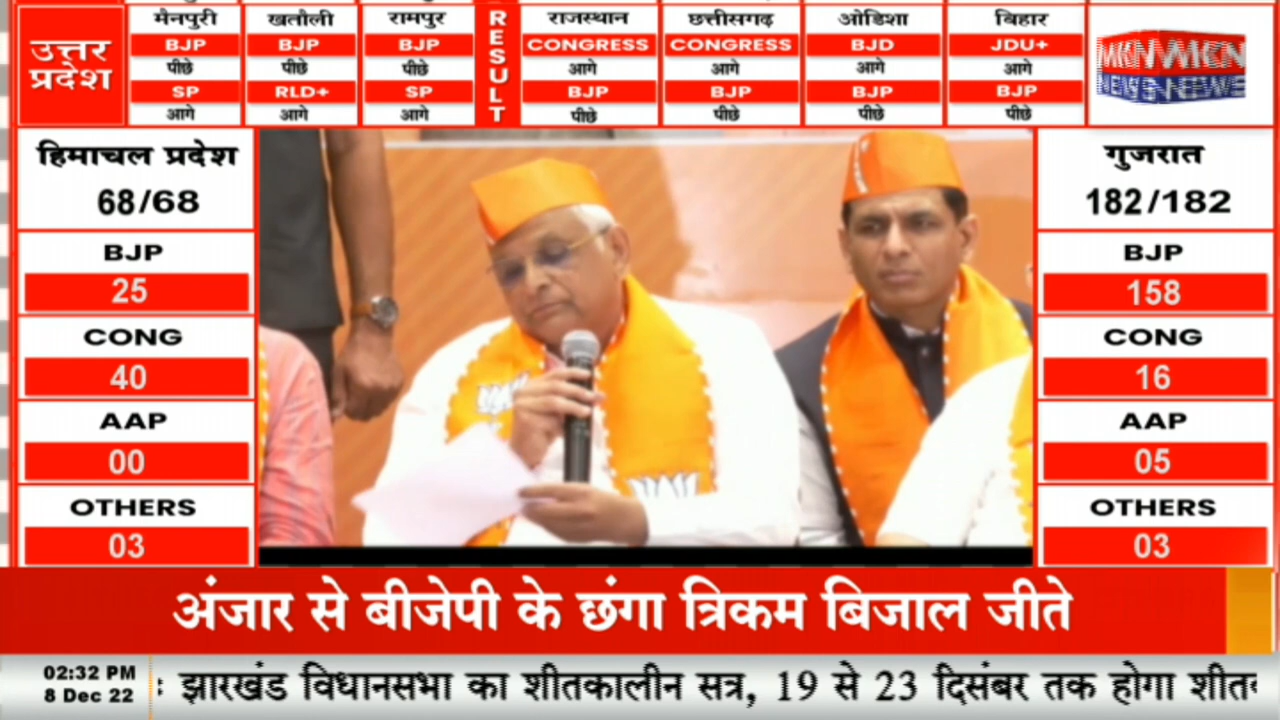 उत्तर
प्रदेश
मैनपुरी
BJP
पीछे
SP
आगे
खतौली
BJP
पीछे
RLD+
आगे
रामपुर
BJP
पीछे
SP
आगे
RESULT
राजस्थान
CONGRESS
आगे
BJP
पीछे
छत्तीसगढ़
CONGRESS
आगे
BJP
पीछे
ओडिशा
BJD
आगे
BJP
पीछे
बिहार
JDU+
आगे
BJP
पीछे
हिमाचल प्रदेश
68/68
BJP
25
CONG
40
AAP
00
OTHERS
03
गुजरात
182/182
BJP
158
CONG
16
AAP
05
OTHERS
03
अंजार से बीजेपी के छंगा त्रिकम बिजाल जीते
02:32 PM
8 Dec 22
: झारखंड विधानसभा का शीतकालीन सत्र, 19 से 23 दिसंबर तक होगा